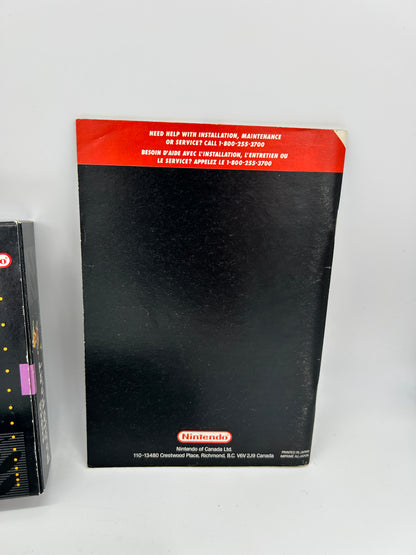 NEED HELP WITH INSTALLATION, MAINTENANCE
OR SERVICE? CALL 1-800-255-3700
BESOIN D'AIDE AVEC L'INSTALLATION, L'ENTRETIEN OU
LE SERVICE? APPELEZ LE 1-800-255-3700
Nintendo
Nintendo of Canada Ltd.
110-13480 Crestwood Place, Richmond, B.C. V6V 2J9 Canada
PRINTED IN JAPAN
IMPRIMÉ AU JAPON